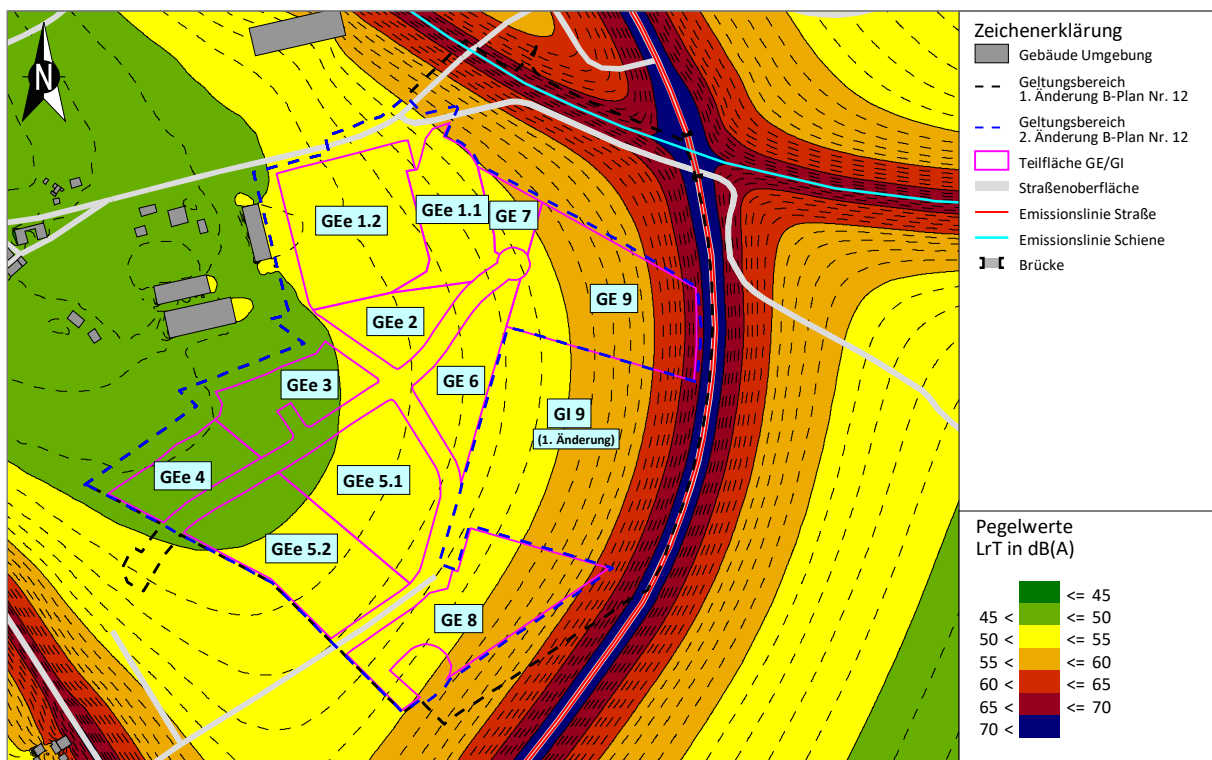 N
GEe 1.2
GEe 1.1
GE 7
GE 9
GEe 2
GEe 3
GE 6
GI 9
(1. Änderung)
GEe 4
GEe 5.1
GEe 5.2
GE 8
Zeichenerklärung
Gebäude Umgebung
Geltungsbereich
1. Änderung B-Plan Nr. 12
Geltungsbereich
2. Änderung B-Plan Nr. 12
Teilfläche GE/GI
Straßenoberfläche
Emissionslinie Straße
Emissionslinie Schiene
Brücke
Pegelwerte
LrT in dB(A)
<= 45
45 < <= 50
50 < <= 55
55 < <= 60
60 < <= 65
65 < <= 70
70 <